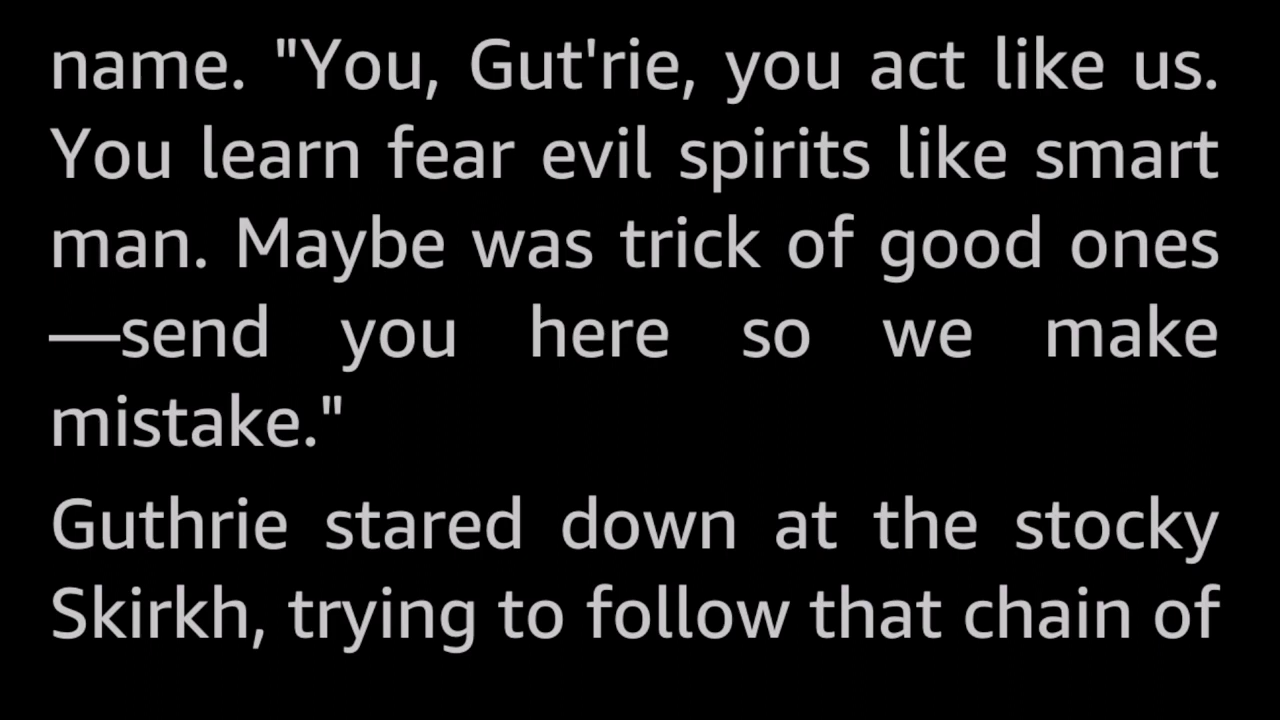 name. "You, Gut'rie, you act like us.
You learn fear evil spirits like smart
man. Maybe was trick of good ones
—send you here so we make
mistake."
Guthrie stared down at the stocky
Skirkh, trying to follow that chain of